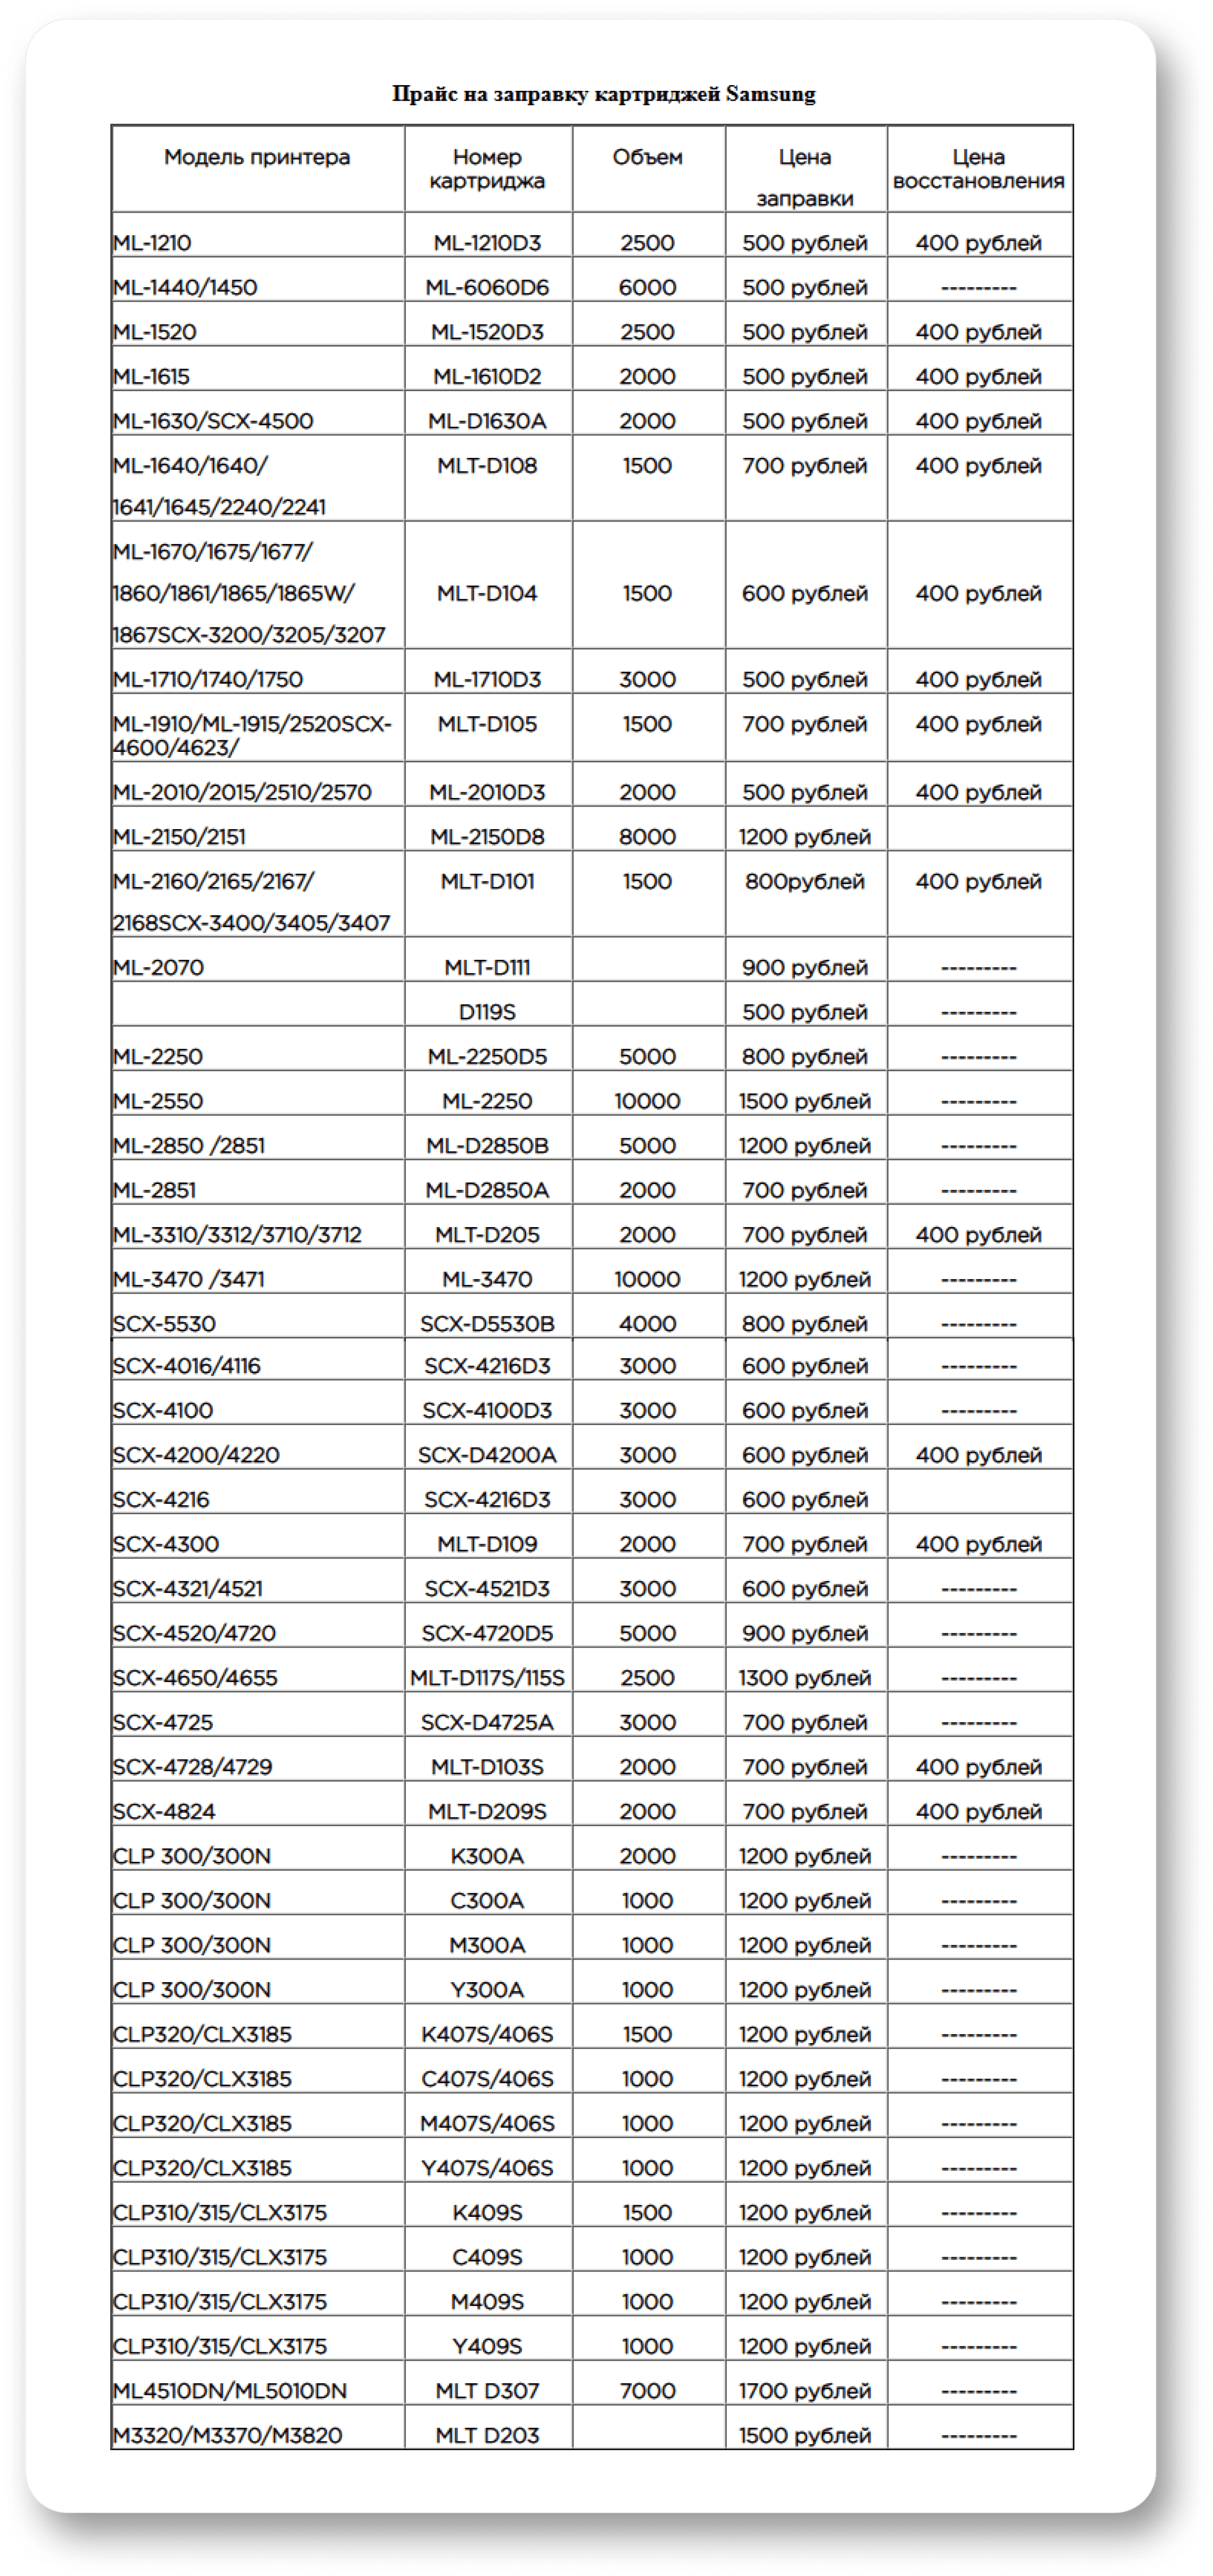 Прайс на заправку картриджей Samsung
Модель принтера Номер картриджа Объем Цена заправки Цена восстановления
ML-1210 ML-1210D3 2500 500 рублей 400 рублей
ML-1440/1450 ML-6060D6 6000 500 рублей ---------
ML-1520 ML-1520D3 2500 500 рублей 400 рублей
ML-1615 ML-1610D2 2000 500 рублей 400 рублей
ML-1630/SCX-4500 ML-D1630A 2000 500 рублей 400 рублей
ML-1640/1640/ MLT-D108 1500 700 рублей 400 рублей
1641/1645/2240/2241
ML-1670/1675/1677/
1860/1861/1865/1865W/ MLT-D104 1500 600 рублей 400 рублей
1867SCX-3200/3205/3207
ML-1710/1740/1750 ML-1710D3 3000 500 рублей 400 рублей
ML-1910/ML-1915/2520SCX- MLT-D105 1500 700 рублей 400 рублей
4600/4623/
ML-2010/2015/2510/2570 ML-2010D3 2000 500 рублей 400 рублей
ML-2150/2151 ML-2150D8 8000 1200 рублей
ML-2160/2165/2167/ MLT-D101 1500 800рублей 400 рублей
2168SCX-3400/3405/3407
ML-2070 MLT-D111 900 рублей ---------
D119S 500 рублей ---------
ML-2250 ML-2250D5 5000 800 рублей ---------
ML-2550 ML-2250 10000 1500 рублей ---------
ML-2850 /2851 ML-D2850B 5000 1200 рублей ---------
ML-2851 ML-D2850A 2000 700 рублей ---------
ML-3310/3312/3710/3712 MLT-D205 2000 700 рублей 400 рублей
ML-3470 /3471 ML-3470 10000 1200 рублей ---------
SCX-5530 SCX-D5530B 4000 800 рублей ---------
SCX-4016/4116 SCX-4216D3 3000 600 рублей ---------
SCX-4100 SCX-4100D3 3000 600 рублей ---------
SCX-4200/4220 SCX-D4200A 3000 600 рублей 400 рублей
SCX-4216 SCX-4216D3 3000 600 рублей
SCX-4300 MLT-D109 2000 700 рублей 400 рублей
SCX-4321/4521 SCX-4521D3 3000 600 рублей ---------
SCX-4520/4720 SCX-4720D5 5000 900 рублей ---------
SCX-4650/4655 MLT-D117S/115S 2500 1300 рублей ---------
SCX-4725 SCX-D4725A 3000 700 рублей ---------
SCX-4728/4729 MLT-D103S 2000 700 рублей 400 рублей
SCX-4824 MLT-D209S 2000 700 рублей 400 рублей
CLP 300/300N K300A 2000 1200 рублей ---------
CLP 300/300N C300A 1000 1200 рублей ---------
CLP 300/300N M300A 1000 1200 рублей ---------
CLP 300/300N Y300A 1000 1200 рублей ---------
CLP320/CLX3185 K407S/406S 1500 1200 рублей ---------
CLP320/CLX3185 C407S/406S 1000 1200 рублей ---------
CLP320/CLX3185 M407S/406S 1000 1200 рублей ---------
CLP320/CLX3185 Y407S/406S 1000 1200 рублей ---------
CLP310/315/CLX3175 K409S 1500 1200 рублей ---------
CLP310/315/CLX3175 C409S 1000 1200 рублей ---------
CLP310/315/CLX3175 M409S 1000 1200 рублей ---------
CLP310/315/CLX3175 Y409S 1000 1200 рублей ---------
ML4510DN/ML5010DN MLT D307 7000 1700 рублей ---------
M3320/M3370/M3820 MLT D203 1500 рублей ---------